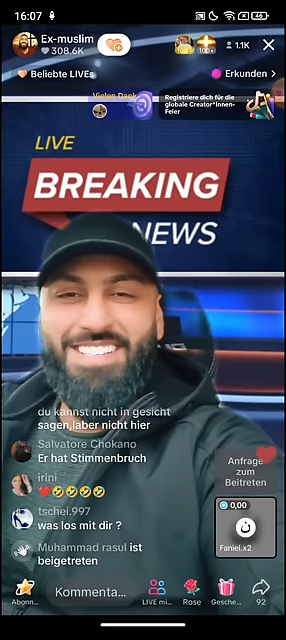 16:07
46
Ex-muslim
308.6K
100+
1.1K
Beliebte LIVEs
Erkunden
Vielen Dank
Registriere dich für die
globale Creator*innen-
Feier
LIVE
BREAKING
NEWS
du kannst nicht in gesicht
sagen,laber nicht hier
Salvatore Chokano
Er hat Stimmenbruch
irini
❤️🤣🤣🤣🤣
tschei.997
was los mit dir ?
Muhammad rasul ist
beigetreten
Anfrage
zum
Beitreten
0,00
Faniel.x2
Abonn...
Kommenta...
LIVE mi...
Rose
Gesche...
92